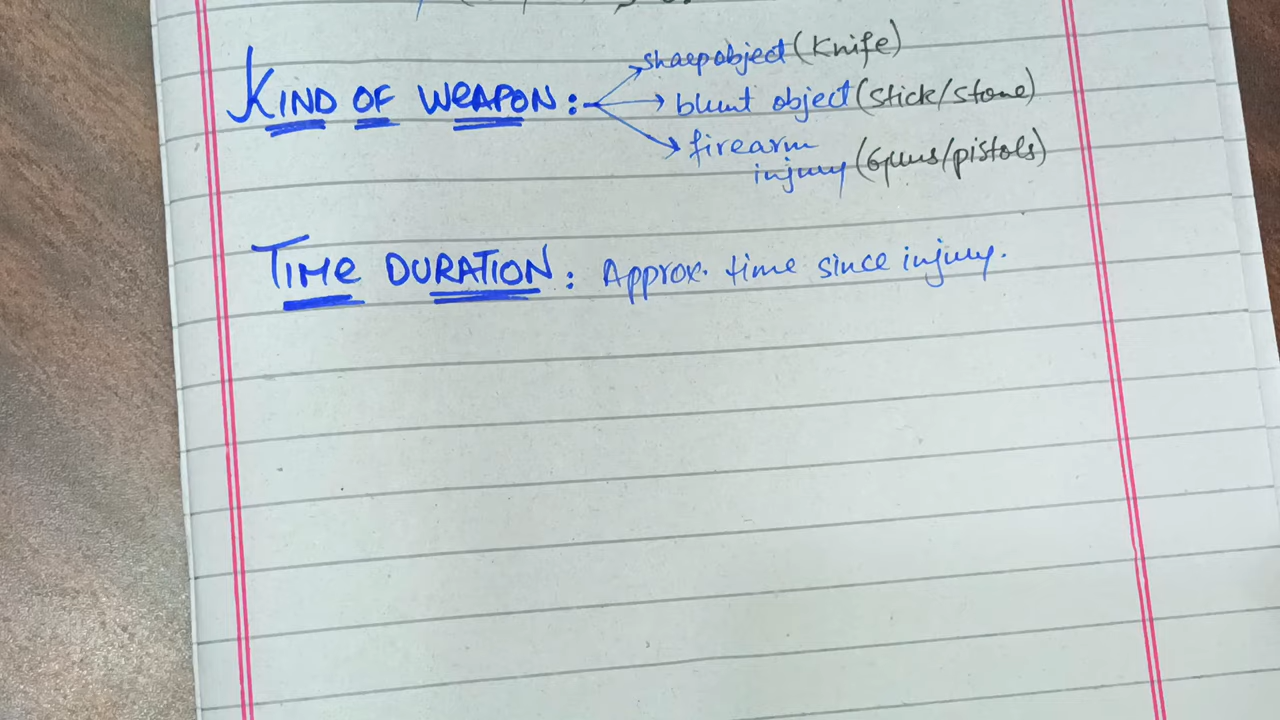 sharp object (Knife)
KIND OF WEAPON: → blunt object (stick/stone)
→ firearm
injury (Guns/pistols)
TIME DURATION: Approx. time since injury.